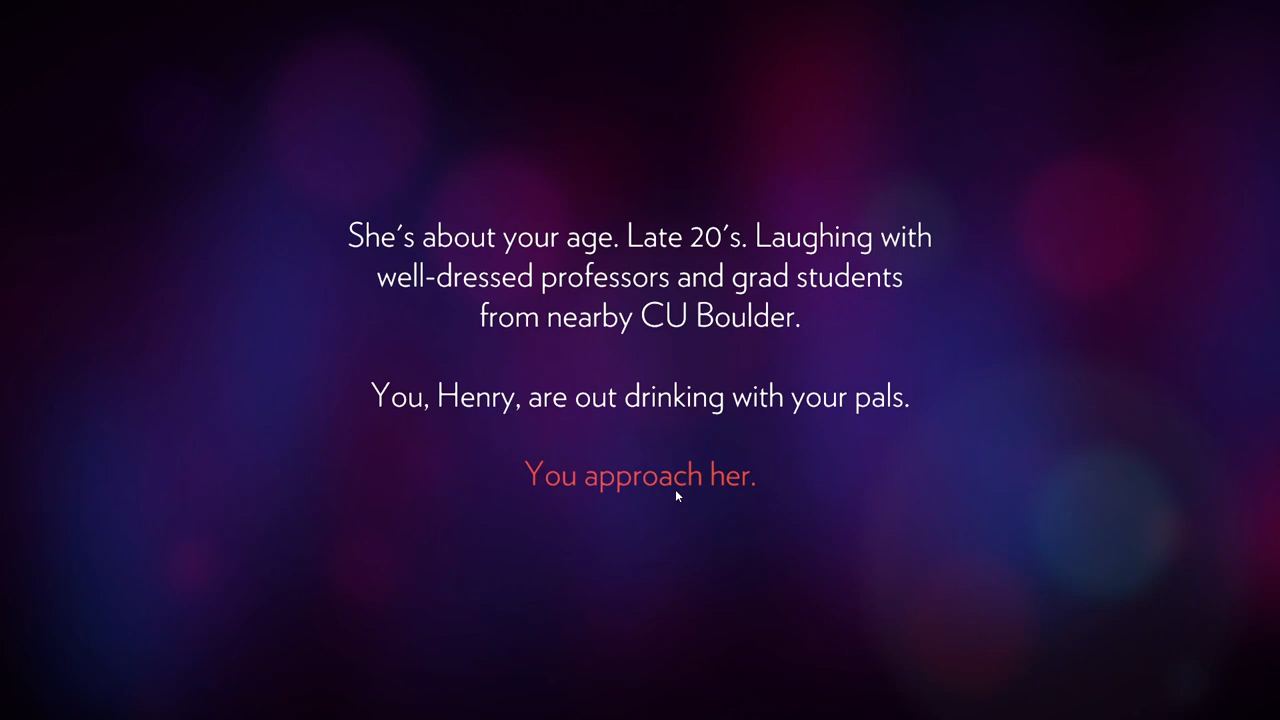 She's about your age. Late 20's. Laughing with
well-dressed professors and grad students
from nearby CU Boulder.
You, Henry, are out drinking with your pals.
You approach her.